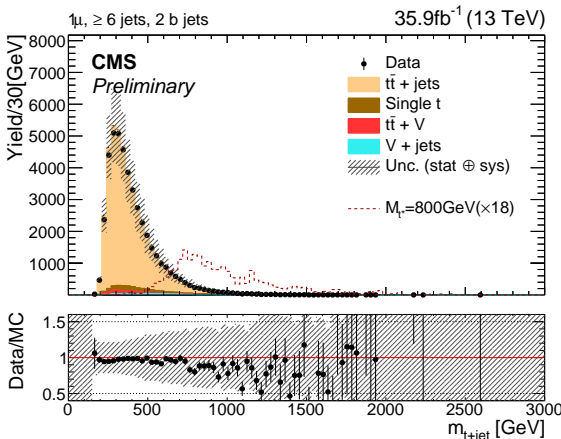 1μ, ≥ 6 jets, 2 b jets
35.9fb⁻¹ (13 TeV)
Yield/30[GeV]
8000
7000
6000
5000
4000
3000
2000
1000
CMS
Preliminary
Data
tt̄ + jets
Single t
tt̄ + V
V + jets
Unc. (stat ⊕ sys)
M_t*=800GeV(×18)
Data/MC
1.5
1
0.5
0 500 1000 1500 2000 2500 3000
m_t+jet [GeV]